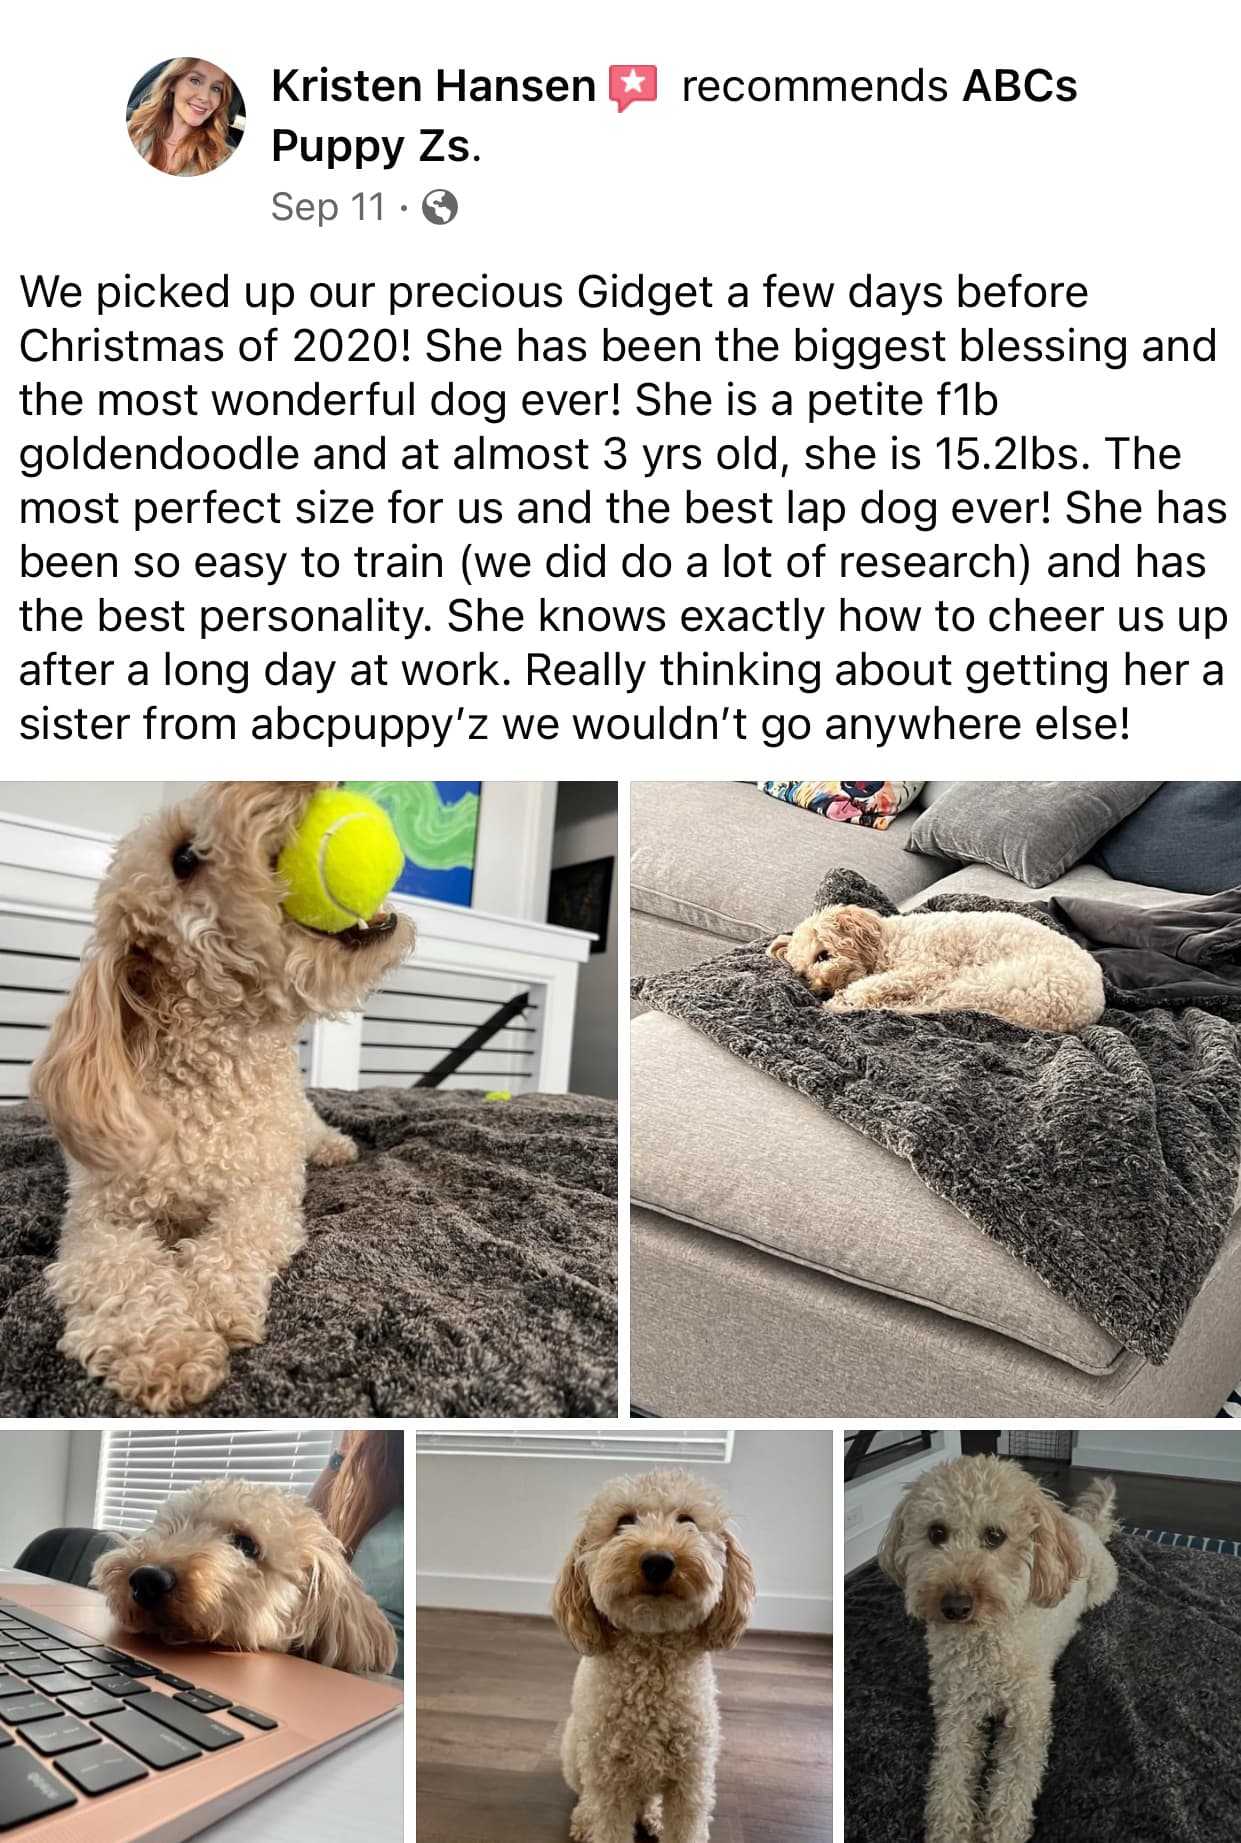 Kristen Hansen recommends ABCs
Puppy Zs.
Sep 11 ·
We picked up our precious Gidget a few days before
Christmas of 2020! She has been the biggest blessing and
the most wonderful dog ever! She is a petite f1b
goldendoodle and at almost 3 yrs old, she is 15.2lbs. The
most perfect size for us and the best lap dog ever! She has
been so easy to train (we did do a lot of research) and has
the best personality. She knows exactly how to cheer us up
after a long day at work. Really thinking about getting her a
sister from abcpuppy’z we wouldn’t go anywhere else!